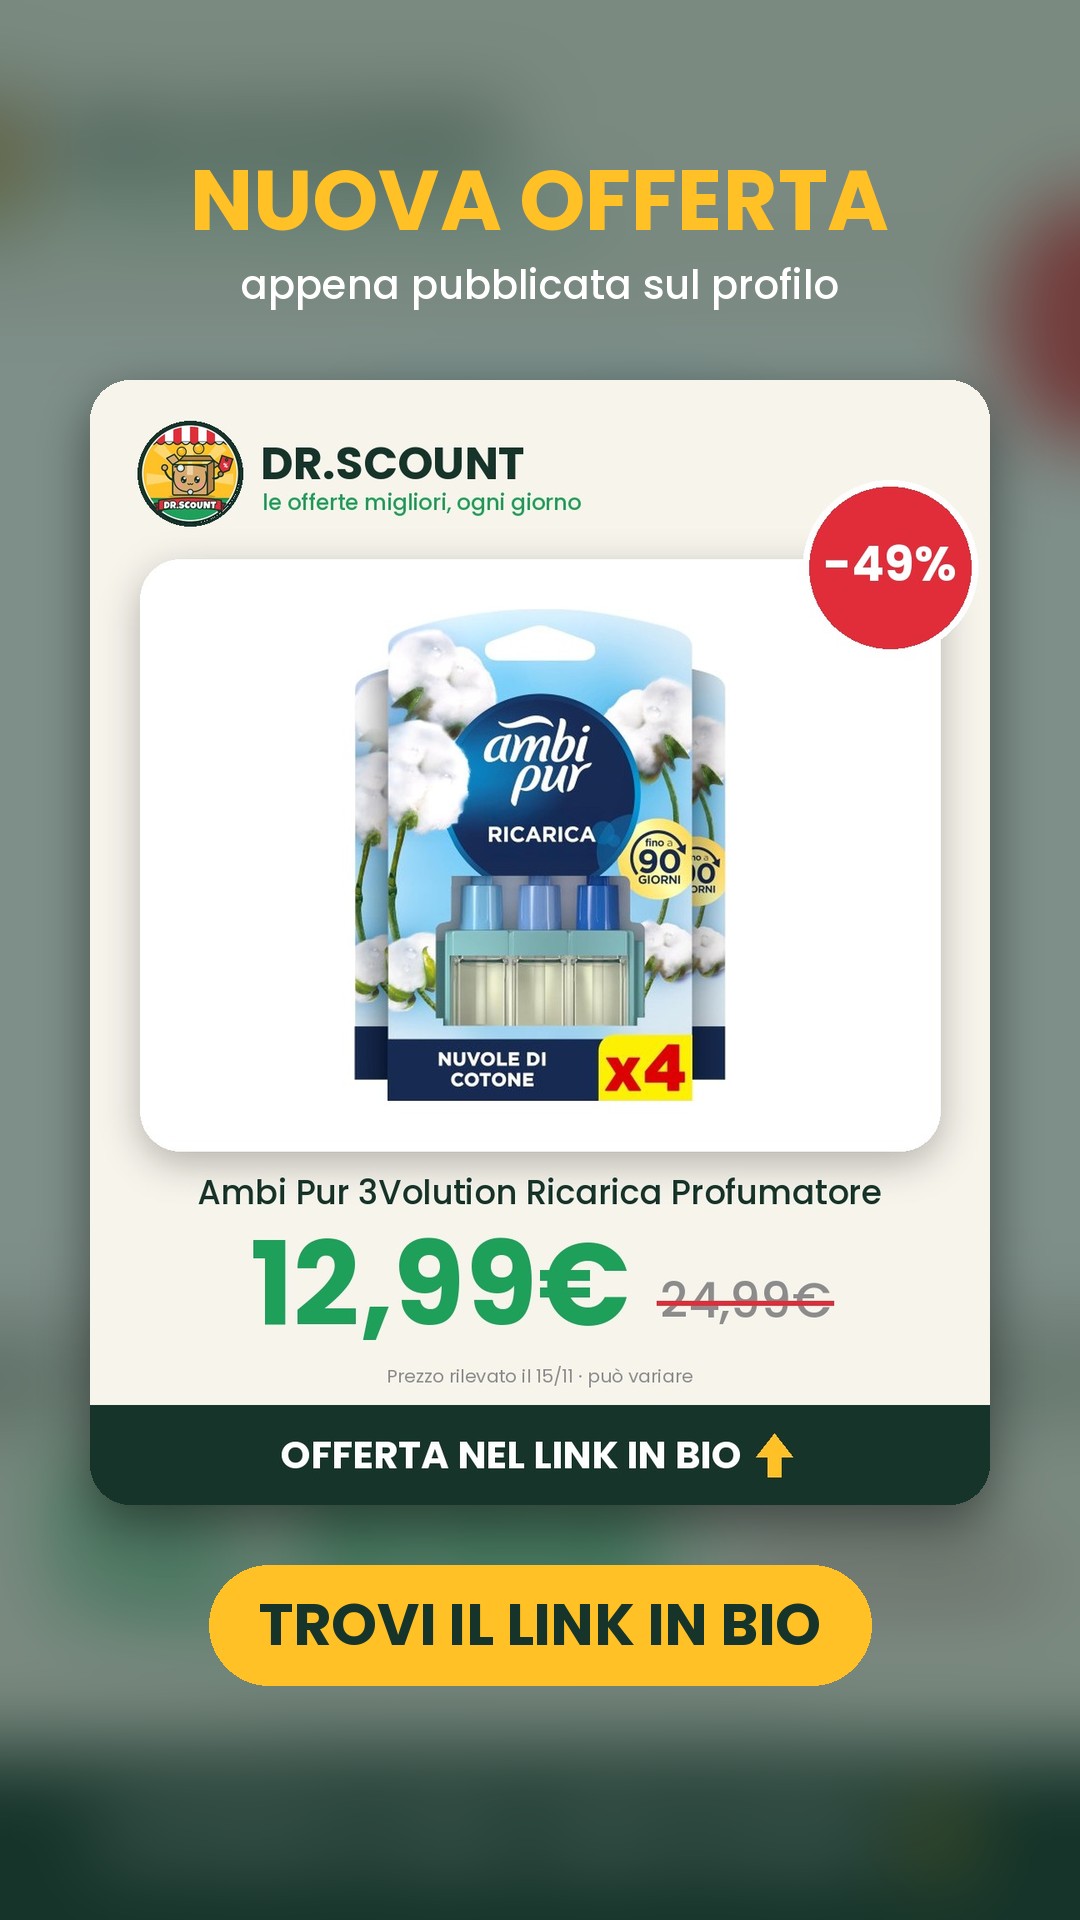 NUOVA OFFERTA
appena pubblicata sul profilo
DR.SCOUNT
DR.SCOUNT
le offerte migliori, ogni giorno
-49%
ambi
pur
RICARICA
fino a
90
GIORNI
NUVOLE DI
COTONE
x4
Ambi Pur 3Volution Ricarica Profumatore
12,99€ 24,99€
Prezzo rilevato il 15/11 · può variare
OFFERTA NEL LINK IN BIO
TROVI IL LINK IN BIO